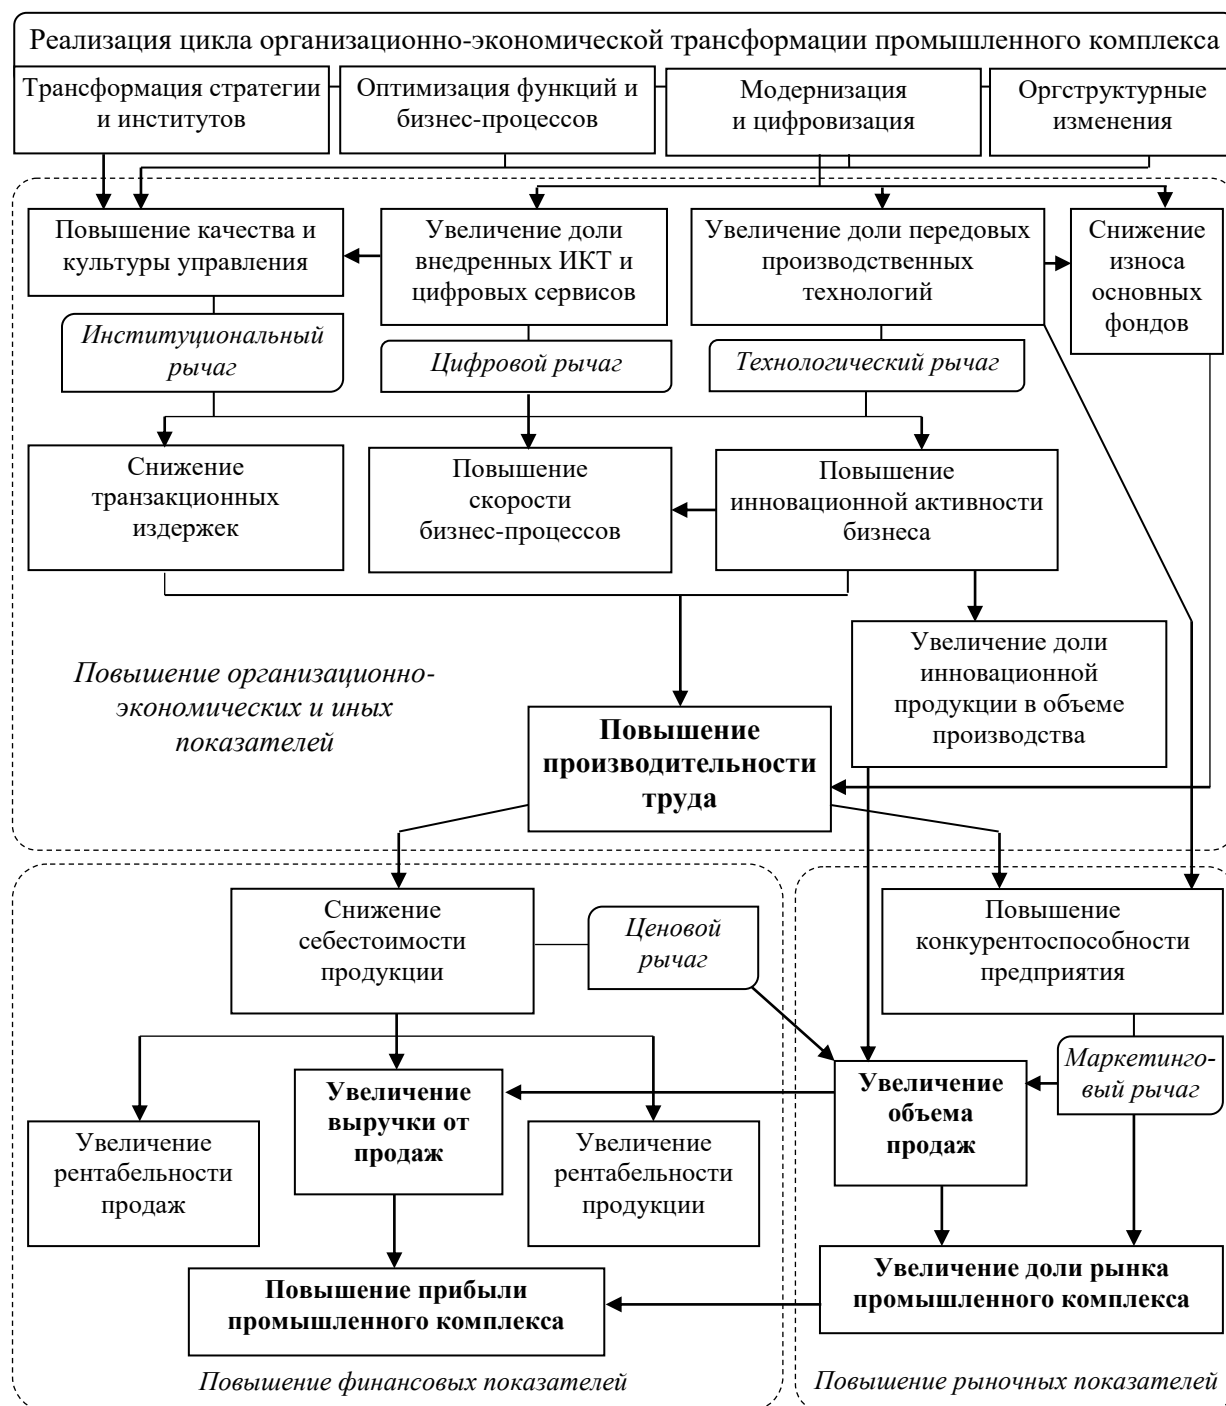 Реализация цикла организационно-экономической трансформации промышленного комплекса
Трансформация стратегии
и институтов
Оптимизация функций и
бизнес-процессов
Модернизация
и цифровизация
Оргструктурные
изменения
Повышение качества и
культуры управления
Увеличение доли
внедренных ИКТ и
цифровых сервисов
Увеличение доли передовых
производственных
технологий
Снижение
износа
основных
фондов
Институциональный
рычаг
Цифровой рычаг
Технологический рычаг
Снижение
транзакционных
издержек
Повышение
скорости
бизнес-процессов
Повышение
инновационной активности
бизнеса
Повышение организационно-
экономических и иных
показателей
Увеличение доли
инновационной
продукции в объеме
производства
Повышение
производительности
труда
Снижение
себестоимости
продукции
Ценовой
рычаг
Повышение
конкурентоспособности
предприятия
Увеличение
выручки от
продаж
Увеличение
объема
продаж
Маркетинго-
вый рычаг
Увеличение
рентабельности
продаж
Увеличение
рентабельности
продукции
Повышение прибыли
промышленного комплекса
Увеличение доли рынка
промышленного комплекса
Повышение финансовых показателей
Повышение рыночных показателей